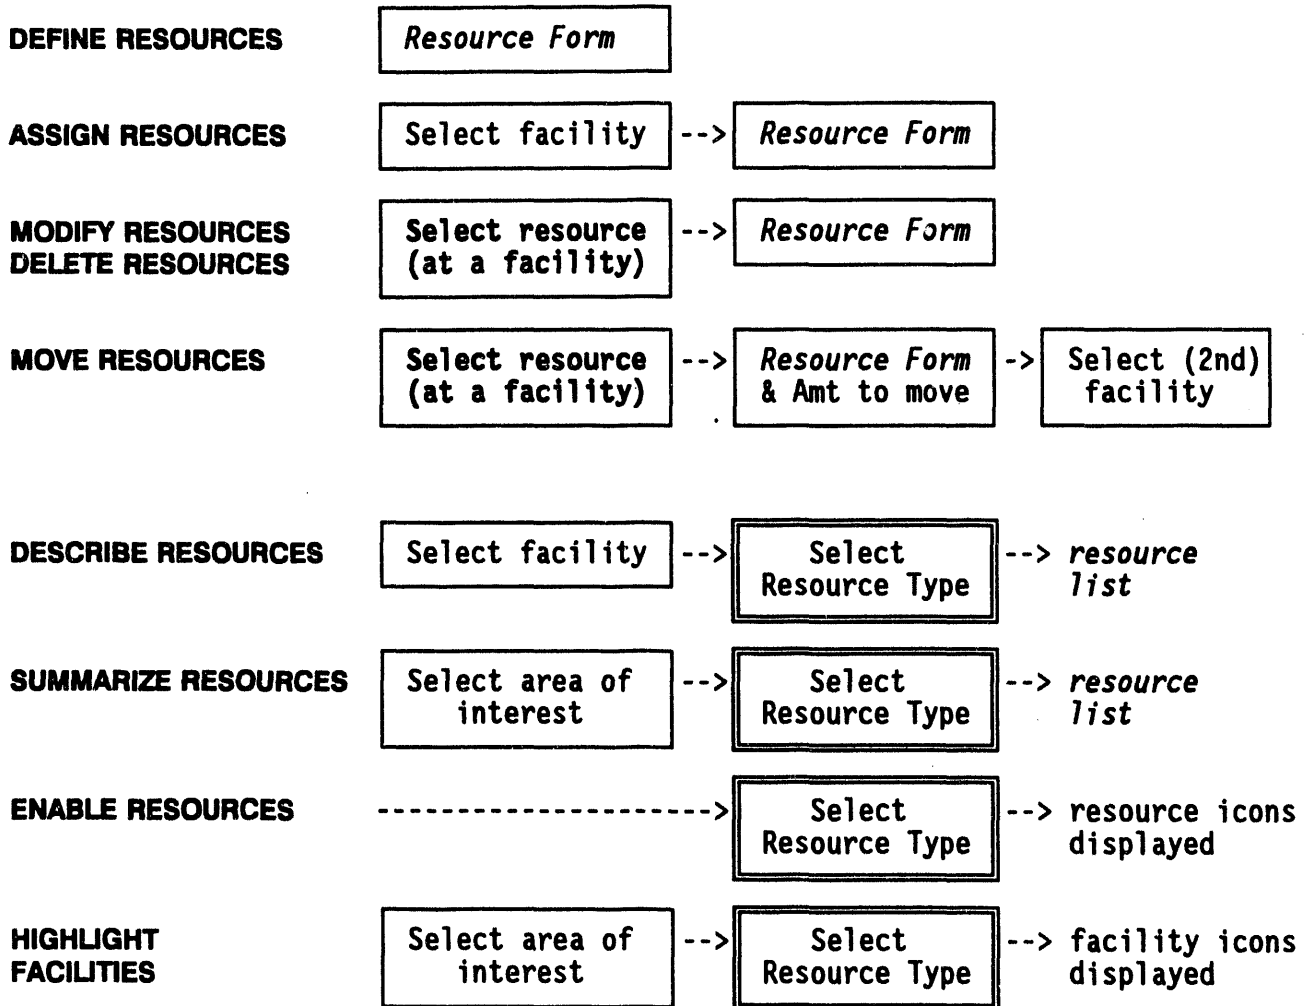 DEFINE RESOURCES
Resource Form
ASSIGN RESOURCES
Select facility --> Resource Form
MODIFY RESOURCES
DELETE RESOURCES
Select resource
(at a facility)
--> Resource Form
MOVE RESOURCES
Select resource
(at a facility)
--> Resource Form
& Amt to move
-> Select (2nd)
facility
DESCRIBE RESOURCES
Select facility
--> Select
Resource Type
--> resource
list
SUMMARIZE RESOURCES
Select area of
interest
--> Select
Resource Type
--> resource
list
ENABLE RESOURCES
----------------------> Select
Resource Type
--> resource icons
displayed
HIGHLIGHT
FACILITIES
Select area of
interest
--> Select
Resource Type
--> facility icons
displayed